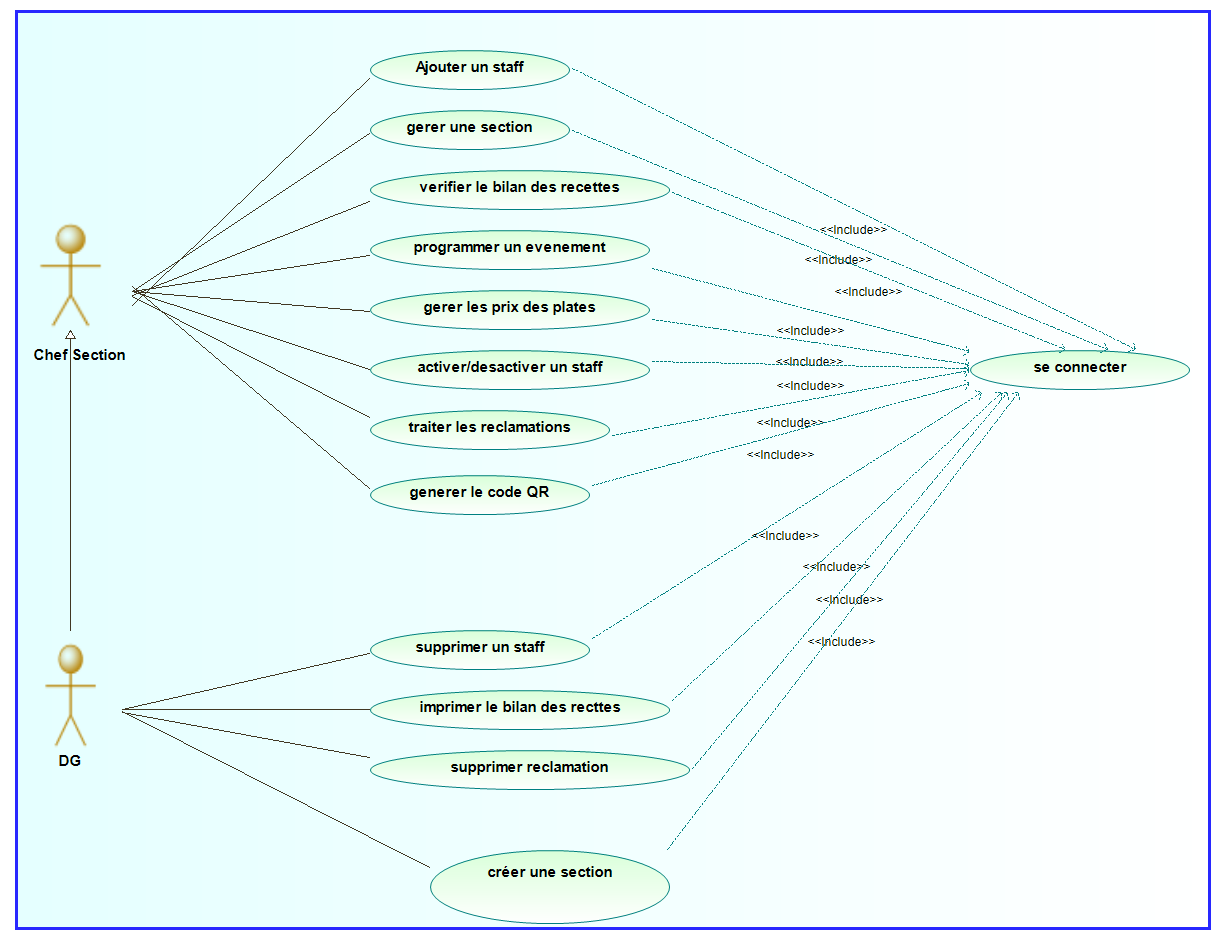 Ajouter un staff
gerer une section
verifier le bilan des recettes
programmer un evenement
gerer les prix des plates
activer/desactiver un staff
traiter les reclamations
generer le code QR
Chef Section
<<Include>>
<<Include>>
<<Include>>
<<Include>>
<<Include>>
<<Include>>
<<Include>>
<<Include>>
se connecter
supprimer un staff
imprimer le bilan des recttes
supprimer reclamation
créer une section
DG
<<Include>>
<<Include>>
<<Include>>
<<Include>>